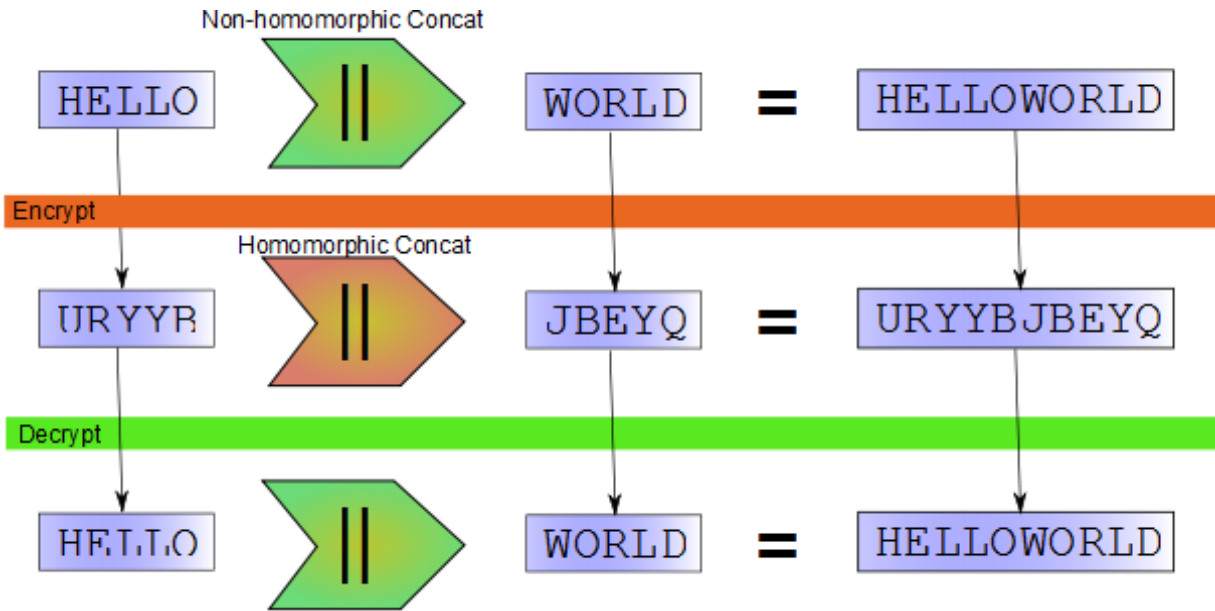 Non-homomorphic Concat
HELLO || WORLD = HELLOWORLD
Encrypt
Homomorphic Concat
URYYB || JBEYQ = URYYBJBEYQ
Decrypt
HELLO || WORLD = HELLOWORLD